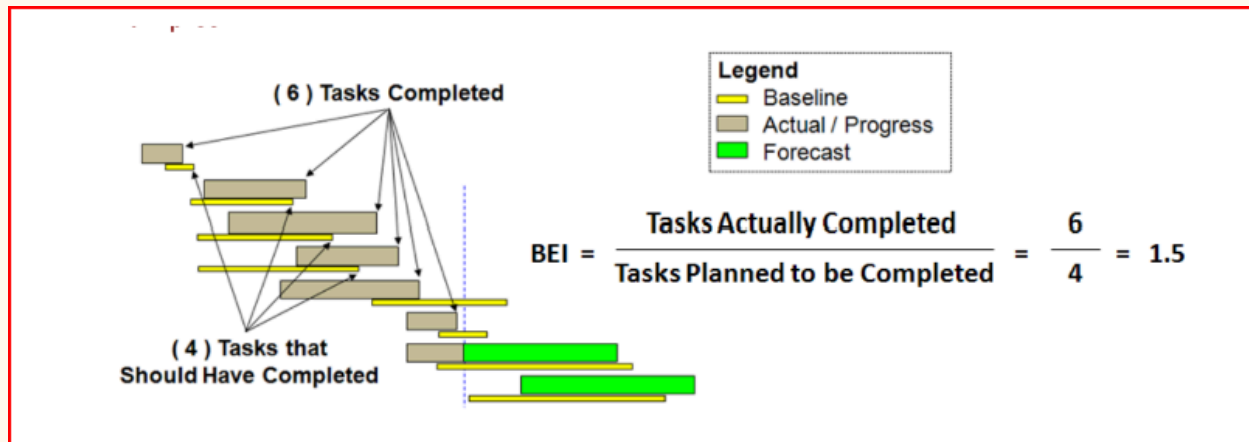 ( 6 ) Tasks Completed
Legend
Baseline
Actual / Progress
Forecast
BEI = Tasks Actually Completed / Tasks Planned to be Completed = 6 / 4 = 1.5
( 4 ) Tasks that
Should Have Completed